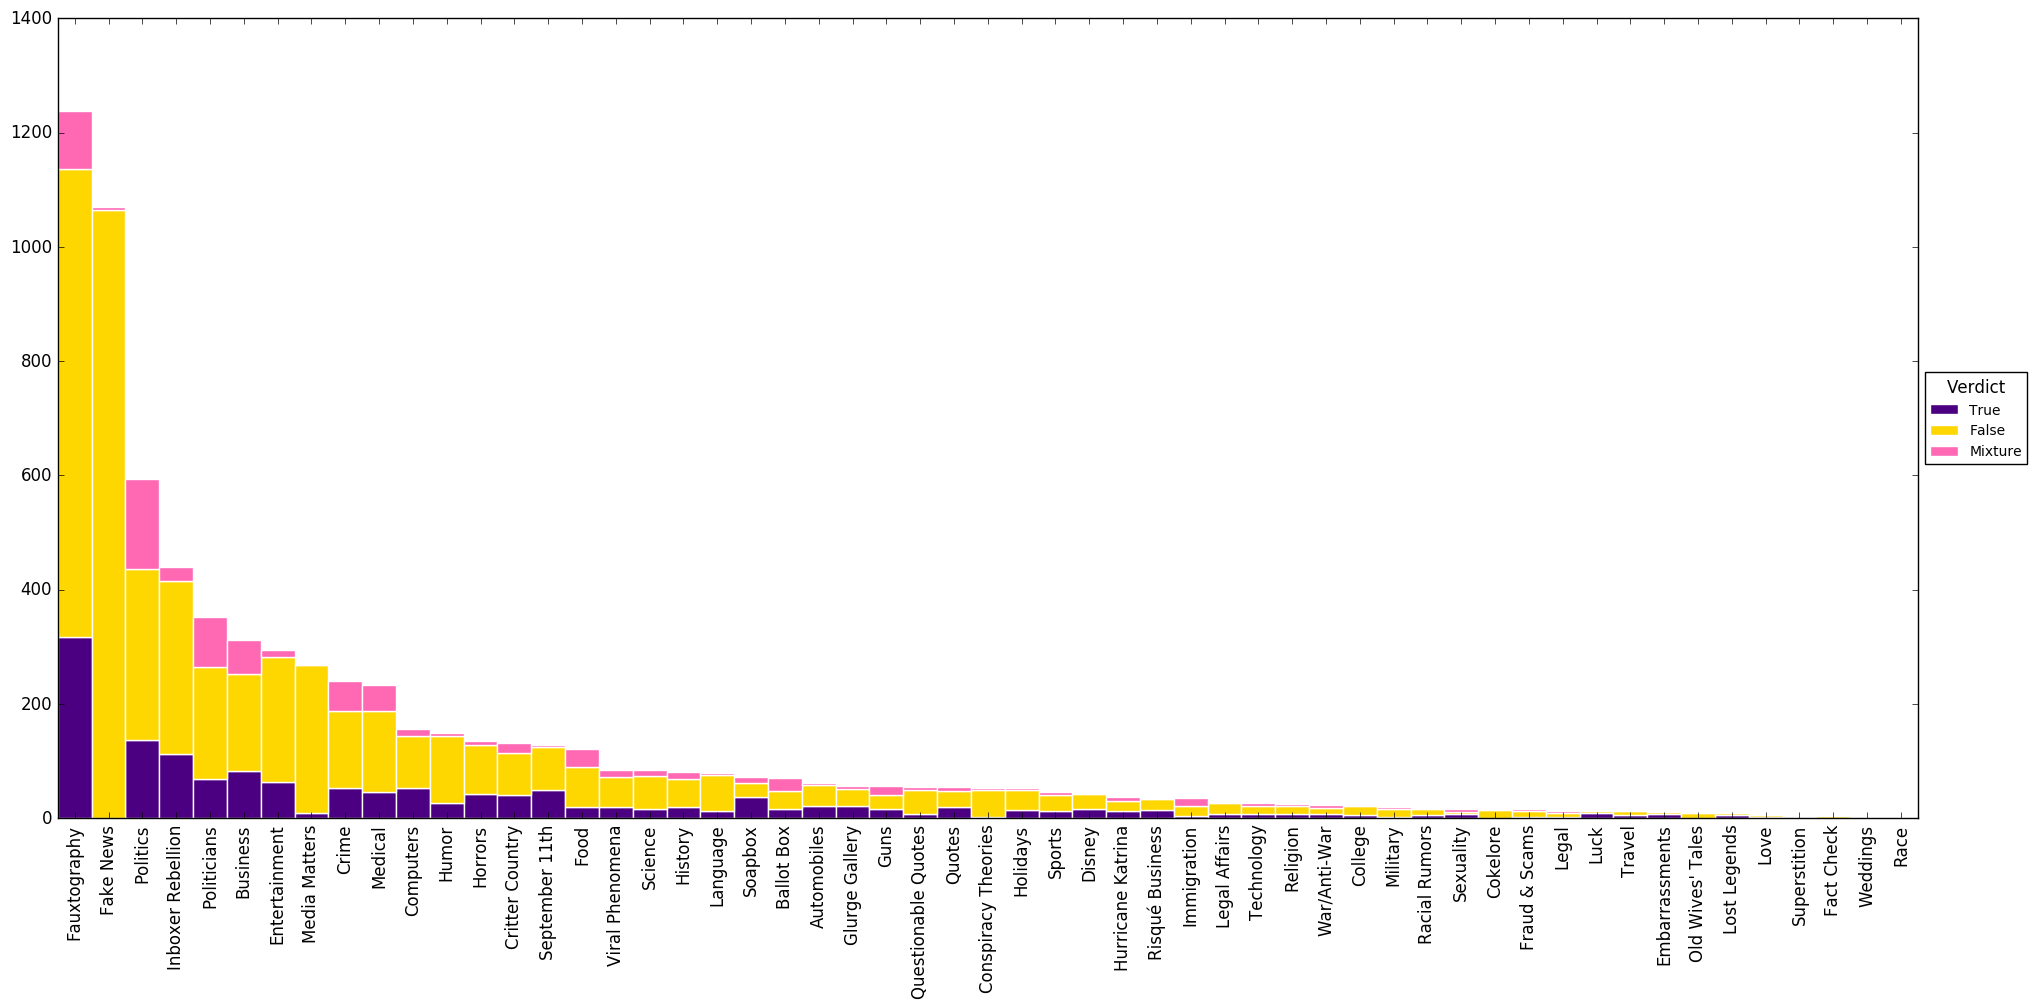 1400
1200
1000
800
600
400
200
0
Fauxtography
Fake News
Politics
Inboxer Rebellion
Politicians
Business
Entertainment
Media Matters
Crime
Medical
Computers
Humor
Horrors
Critter Country
September 11th
Food
Viral Phenomena
Science
History
Language
Soapbox
Ballot Box
Automobiles
Glurge Gallery
Guns
Questionable Quotes
Quotes
Conspiracy Theories
Holidays
Sports
Disney
Hurricane Katrina
Risqué Business
Immigration
Legal Affairs
Technology
Religion
War/Anti-War
College
Military
Racial Rumors
Sexuality
Cokelore
Fraud & Scams
Legal
Luck
Travel
Embarrassments
Old Wives' Tales
Lost Legends
Love
Superstition
Fact Check
Weddings
Race
Verdict
True
False
Mixture